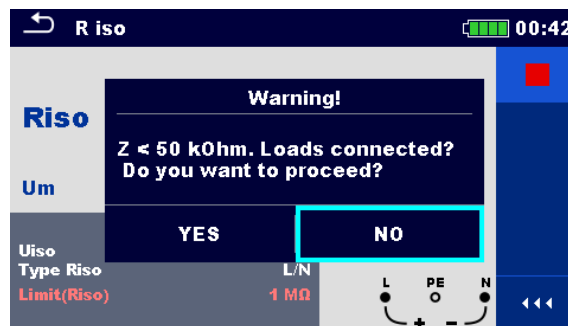 R iso 00:42
Warning!
Riso
Z < 50 kOhm. Loads connected?
Do you want to proceed?
Um
YES NO
Uiso
Type Riso L/N
Limit(Riso) 1 MΩ
L PE N
+ -